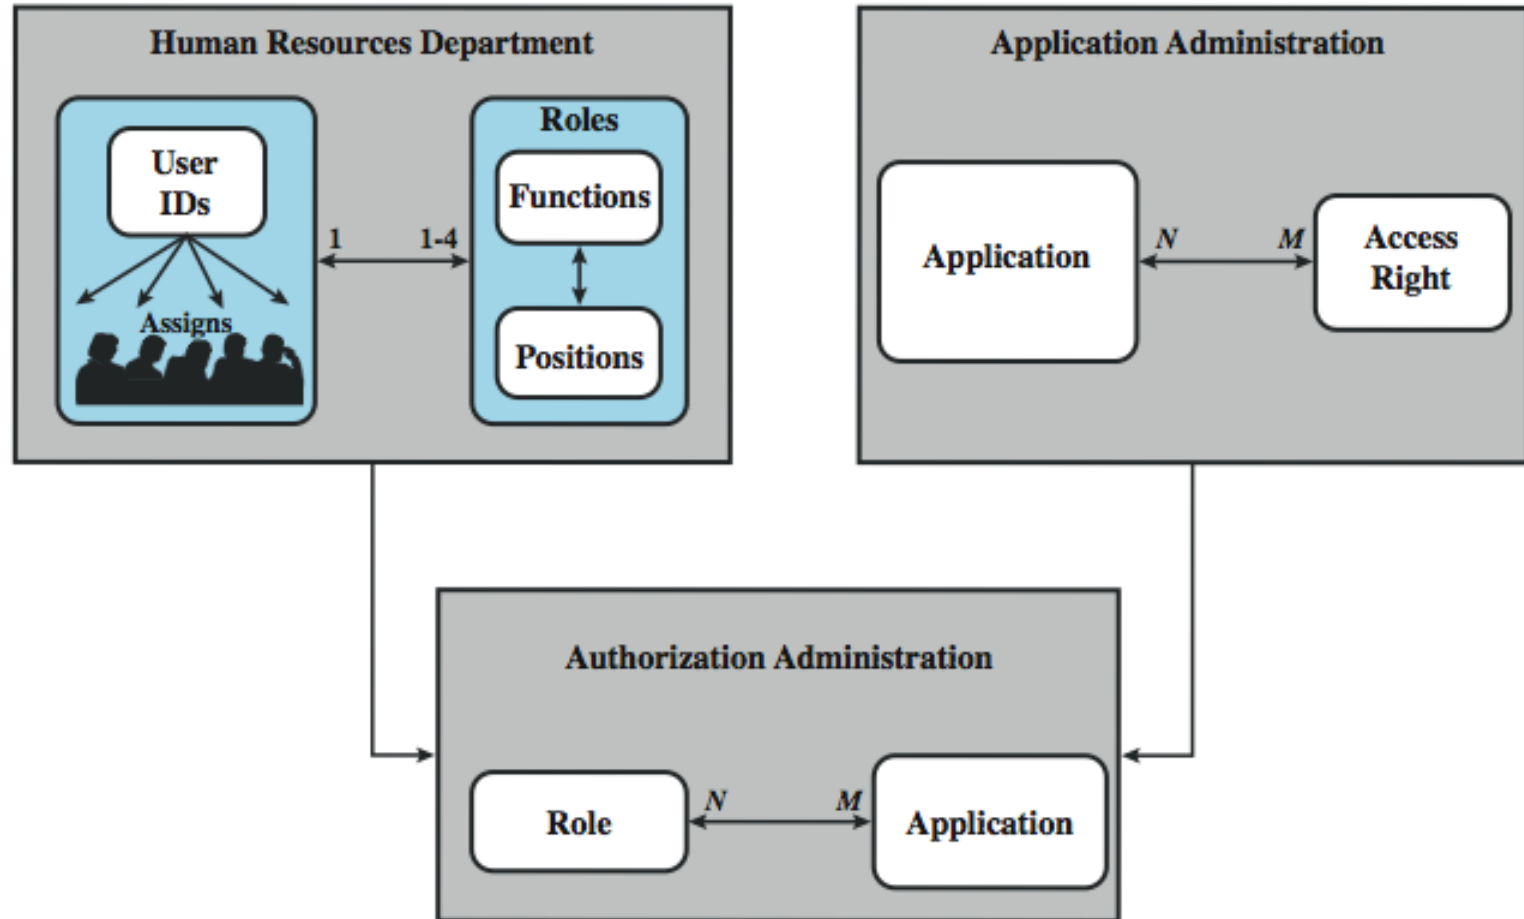 Human Resources Department
Roles
User
IDs
Functions
1
1-4
Assigns
Positions
Application Administration
Application
N
M
Access
Right
Authorization Administration
Role
N
M
Application